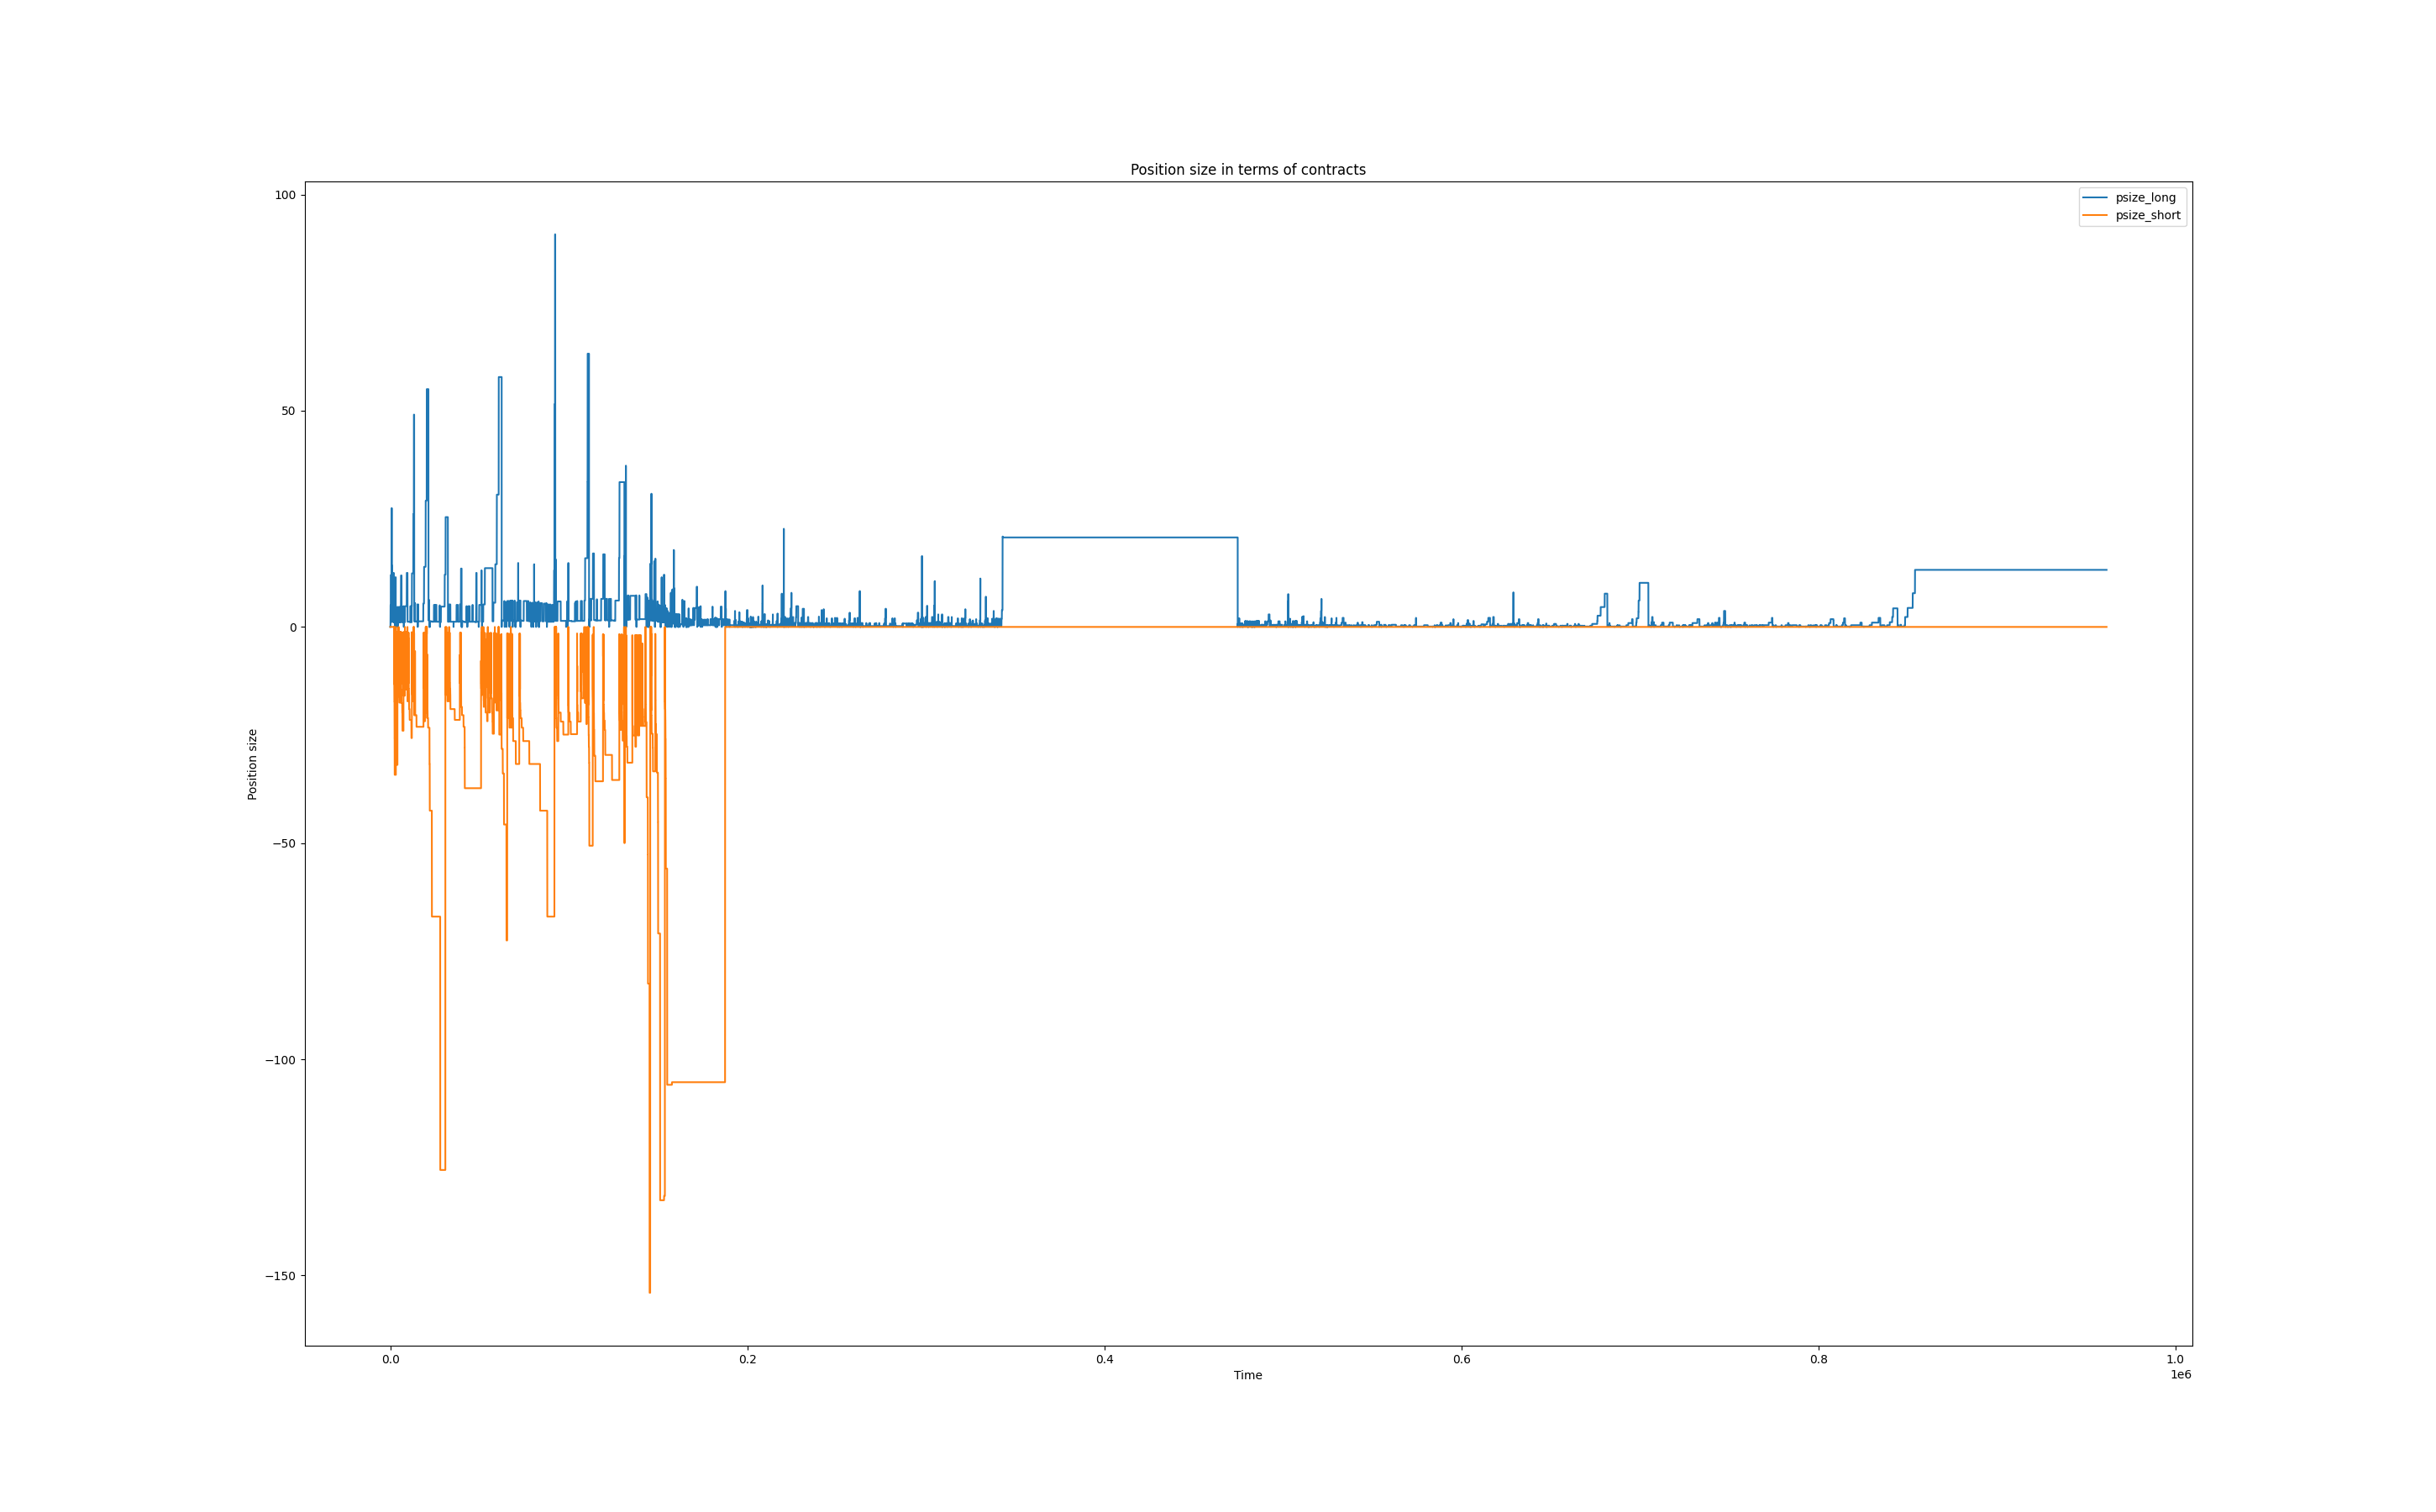 Position size in terms of contracts
psize_long
psize_short
100
50
0
−50
−100
−150
Position size
0.0
0.2
0.4
0.6
0.8
1.0
1e6
Time